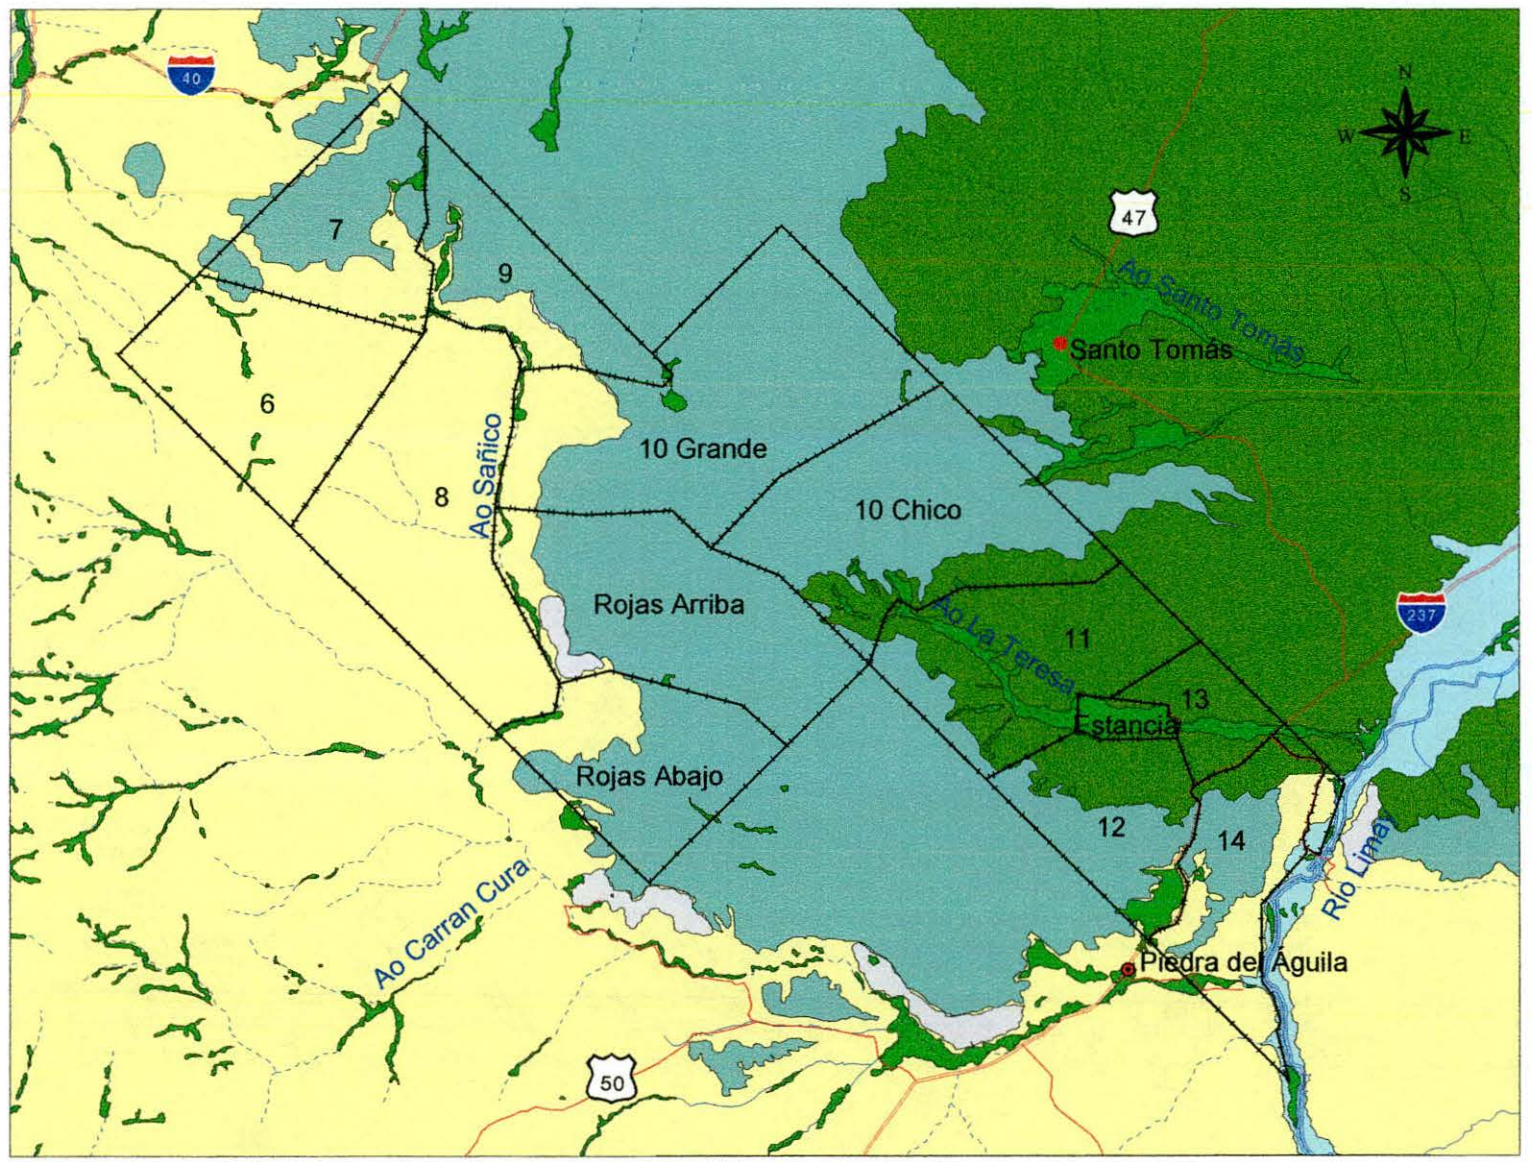 40
N
W E
S
47
7
9
Ao Santo Tomás
Santo Tomás
6
10 Grande
Ao Sañico
8
10 Chico
Rojas Arriba
237
Ao La Teresa
11
13
Estancia
Rojas Abajo
12
14
Río Limay
Ao Carran Cura
Piedra del Águila
50